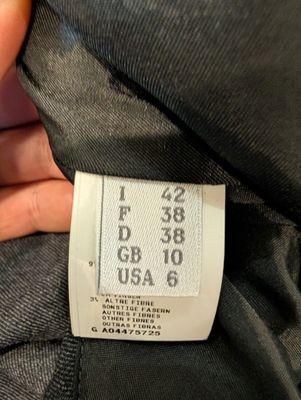 I 42
F 38
D 38
GB 10
USA 6
ALTRE FIBRE
SONSTIGE FASERN
AUTRES FIBRES
OTHER FIBRES
OUTRAS FIBRAS
G A04475725